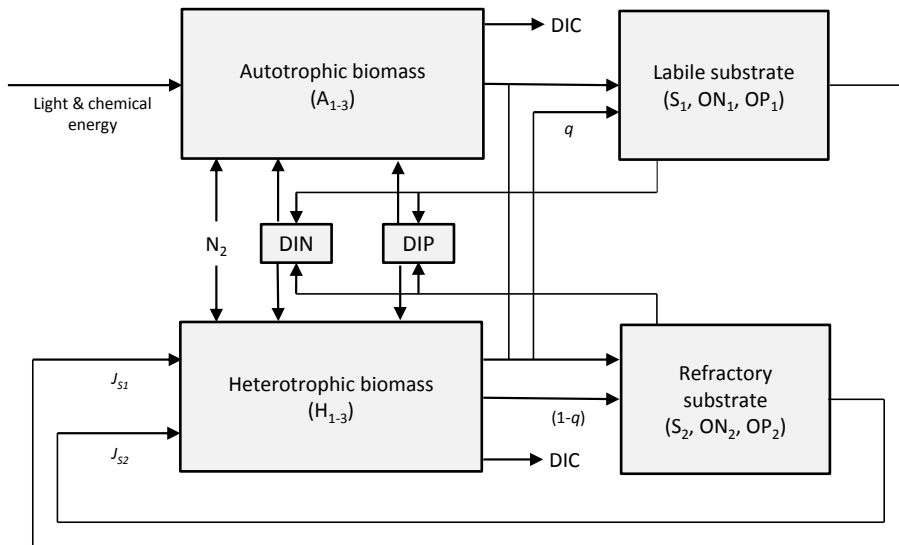 DIC
Autotrophic biomass
(A1-3)
Labile substrate
(S1, ON1, OP1)
Light & chemical
energy
q
N2
DIN
DIP
JS1
Heterotrophic biomass
(H1-3)
Refractory
substrate
(S2, ON2, OP2)
(1-q)
JS2
DIC